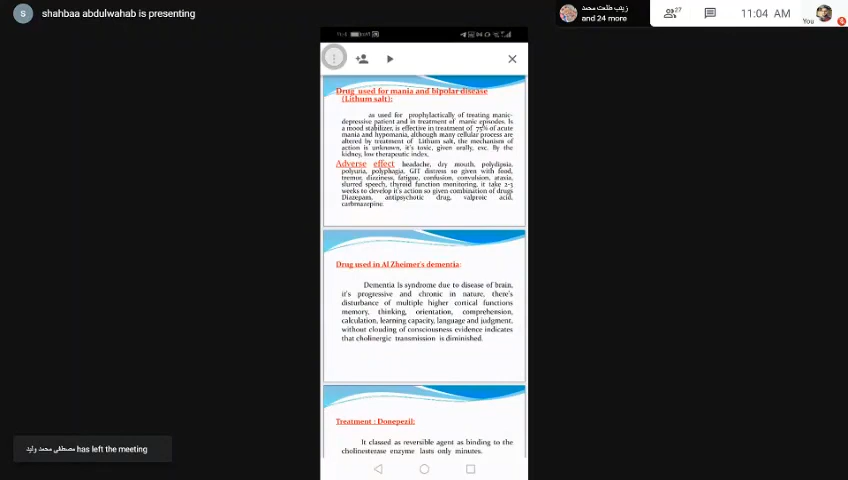 S
shahbaa abdulwahab is presenting
زينب طلعت محمد
and 24 more
27
11:04 AM
You
Drug used for mania and bipolar disease
(Lithum salt):
as used for prophylactically of treating manic-
depressive patient and in treatment of manic episodes. Is
a mood stabilizer, is effective in treatment of 75% of acute
mania and hypomania, although many cellular process are
altered by treatment of Lithum salt, the mechanism of
action is unknown, it's toxic, given orally, exc. By the
kidney, low therapeutic index.
Adverse effect headache, dry mouth, polydipsia,
polyuria, polyphagia, GIT distress so given with food,
tremor, dizziness, fatigue, confusion, convulsion, ataxia,
slurred speech, thyroid function monitoring, it take 2-3
weeks to develop it's action so given combination of drugs
Diazepam, antipsychotic drug, valproic acid,
carbmazepine.
Drug used in Al Zheimer's dementia:
Dementia Is syndrome due to disease of brain,
it's progressive and chronic in nature, there's
disturbance of multiple higher cortical functions
memory, thinking, orientation, comprehension,
calculation, learning capacity, language and judgment,
without clouding of consciousness evidence indicates
that cholinergic transmission is diminished.
Treatment : Donepezil:
It classed as reversible agent as binding to the
cholineuterase enzyme lasts only minutes.
مصطفى محمد وليد has left the meeting